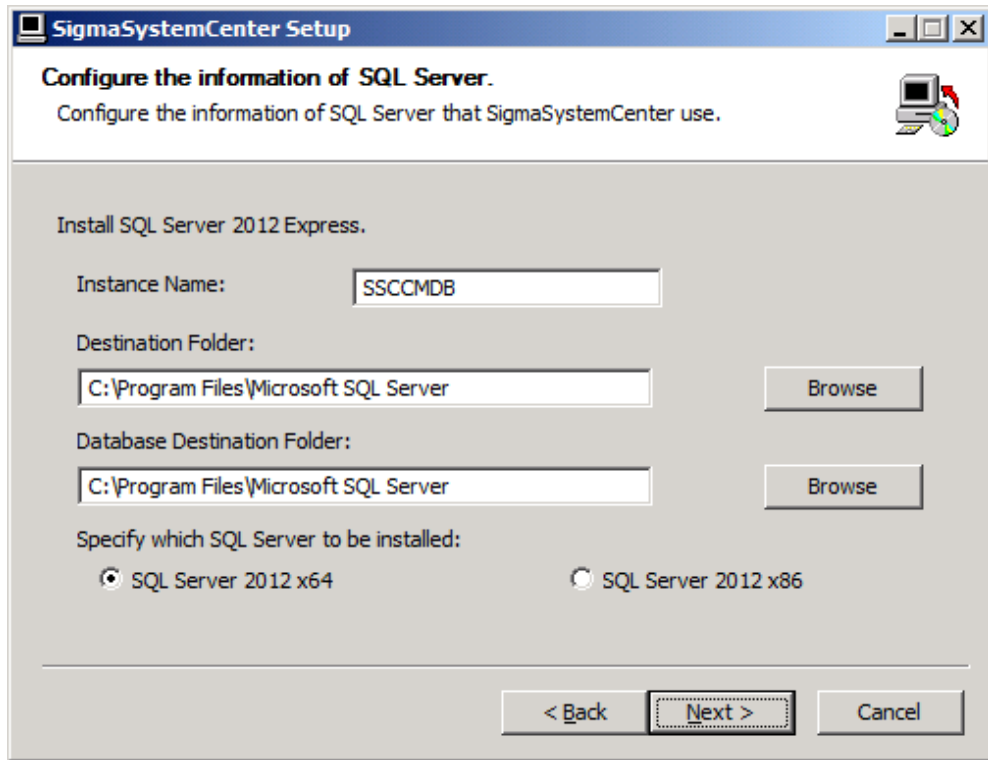 SigmaSystemCenter Setup
Configure the information of SQL Server.
Configure the information of SQL Server that SigmaSystemCenter use.
Install SQL Server 2012 Express.
Instance Name: SSCCMDB
Destination Folder:
C:\Program Files\Microsoft SQL Server Browse
Database Destination Folder:
C:\Program Files\Microsoft SQL Server Browse
Specify which SQL Server to be installed:
SQL Server 2012 x64 SQL Server 2012 x86
< Back Next > Cancel